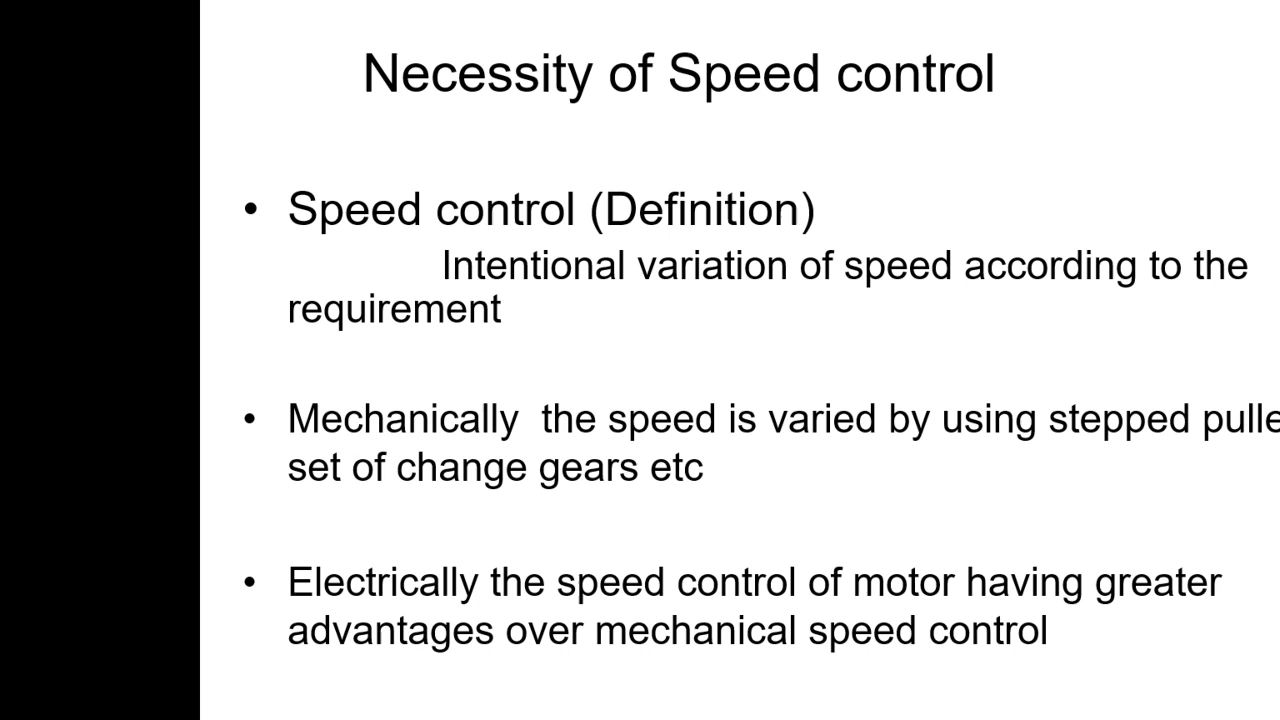 Necessity of Speed control
• Speed control (Definition)
Intentional variation of speed according to the
requirement
• Mechanically  the speed is varied by using stepped
set of change gears etc
• Electrically the speed control of motor having greater
advantages over mechanical speed control